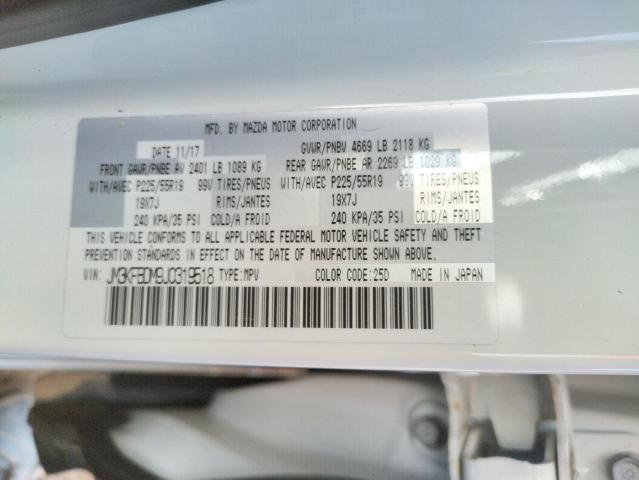 MFD. BY MAZDA MOTOR CORPORATION
DATE 11/17 GVWR/PNBV 4669 LB 2118 KG
FRONT GAWR/PNBE AV 2401 LB 1089 KG REAR GAWR/PNBE AR 2269 LB 1029 KG
WITH/AVEC P225/55R19 99V TIRES/PNEUS WITH/AVEC P225/55R19 99V TIRES/PNEUS
19X7J RIMS/JANTES 19X7J RIMS/JANTES
240 KPA/35 PSI COLD/A FROID 240 KPA/35 PSI COLD/A FROID
THIS VEHICLE CONFORMS TO ALL APPLICABLE FEDERAL MOTOR VEHICLE SAFETY AND THEFT
PREVENTION STANDARDS IN EFFECT ON THE DATE OF MANUFACTURE SHOWN ABOVE.
VIN: JM3KFBDM9J0319518 TYPE:MPV COLOR CODE:25D MADE IN JAPAN